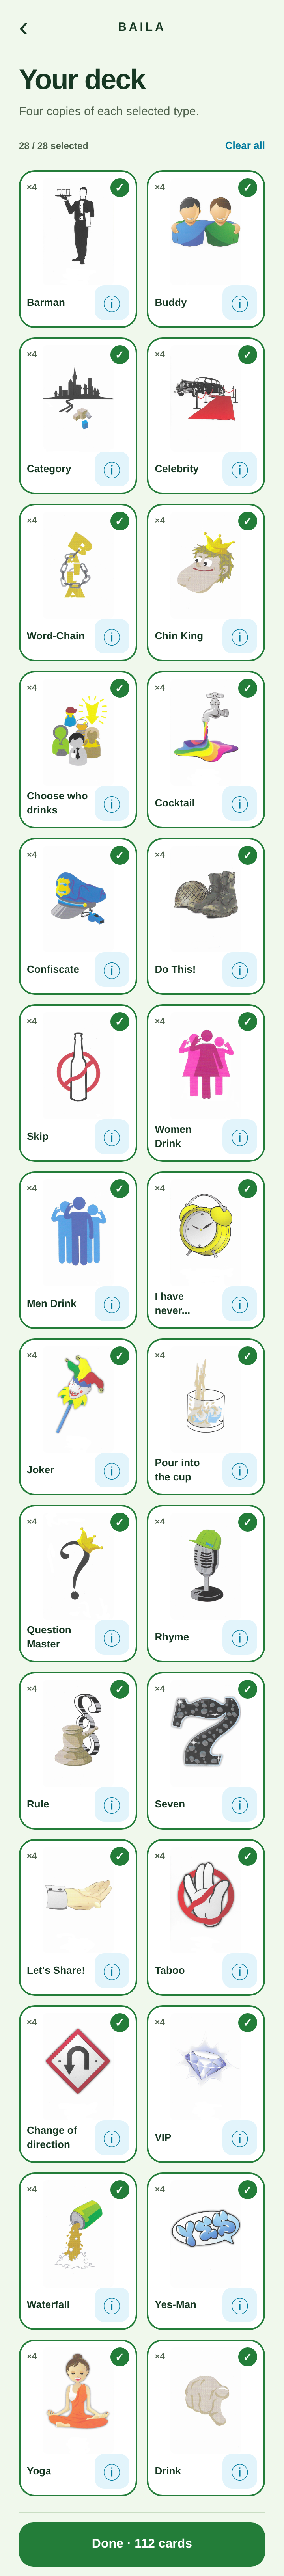 BAILA
Your deck
Four copies of each selected type.
28 / 28 selected
Clear all
×4
×4
Barman
Buddy
×4
×4
Category
Celebrity
×4
×4
Word-Chain
Chin King
×4
×4
Choose who
drinks
Cocktail
×4
×4
Confiscate
Do This!
×4
×4
Skip
Women
Drink
×4
×4
Men Drink
I have
never...
×4
×4
Joker
Pour into
the cup
×4
×4
Question
Master
Rhyme
×4
×4
Rule
Seven
×4
×4
Let's Share!
Taboo
×4
×4
Change of
direction
VIP
×4
×4
YES
Waterfall
Yes-Man
×4
×4
Yoga
Drink
Done · 112 cards